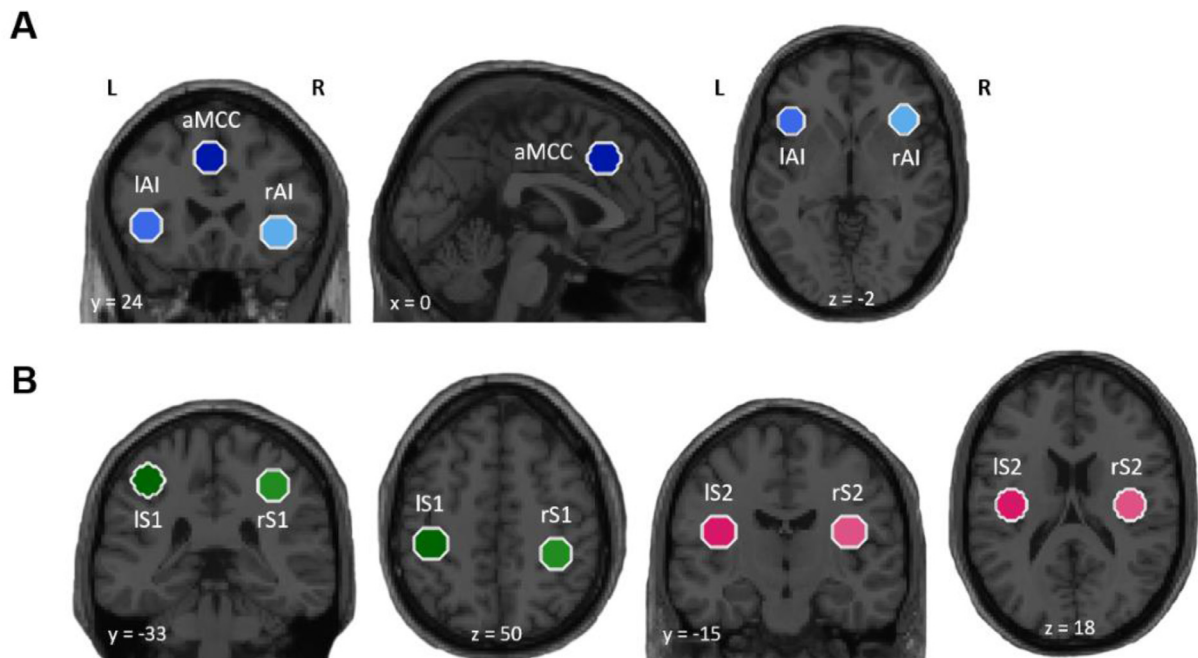 A
L
R
aMCC
lAI
rAI
y = 24
aMCC
x = 0
L
R
lAI
rAI
z = -2
B
lS1
rS1
y = -33
lS1
rS1
z = 50
lS2
rS2
y = -15
lS2
rS2
z = 18